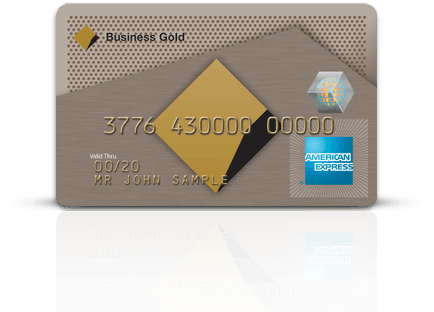 Business Gold
3776 430000 00000
Valid Thru
00/20
MR JOHN SAMPLE
AMERICAN
EXPRESS